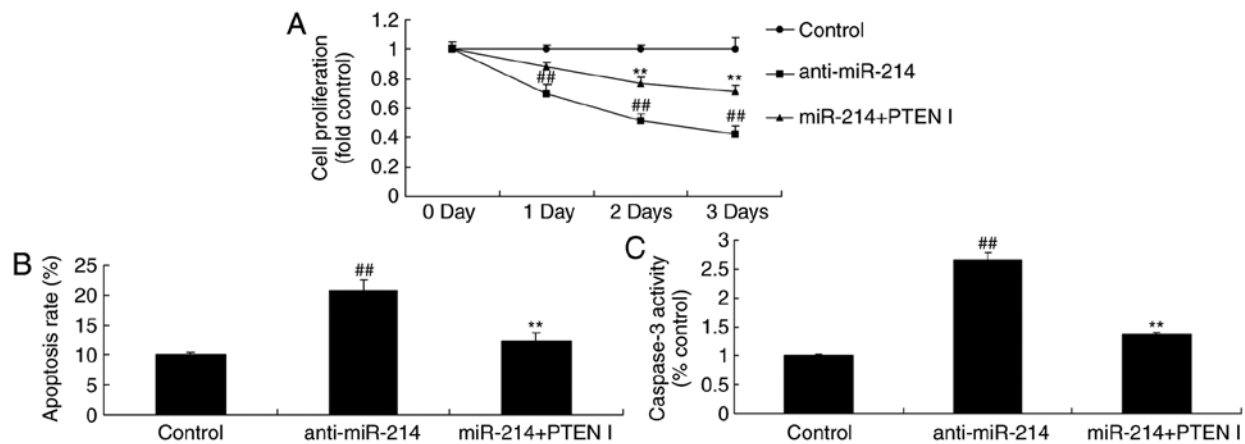 A
Cell proliferation
(fold control)
1.2
1
0.8
0.6
0.4
0.2
0
##
**
##
**
##
0 Day
1 Day
2 Days
3 Days
Control
anti-miR-214
miR-214+PTEN I
B
Apoptosis rate (%)
25
20
15
10
5
0
##
**
Control
anti-miR-214
miR-214+PTEN I
C
Caspase-3 activity
(% control)
3
2.5
2
1.5
1
0.5
0
##
**
Control
anti-miR-214
miR-214+PTEN I